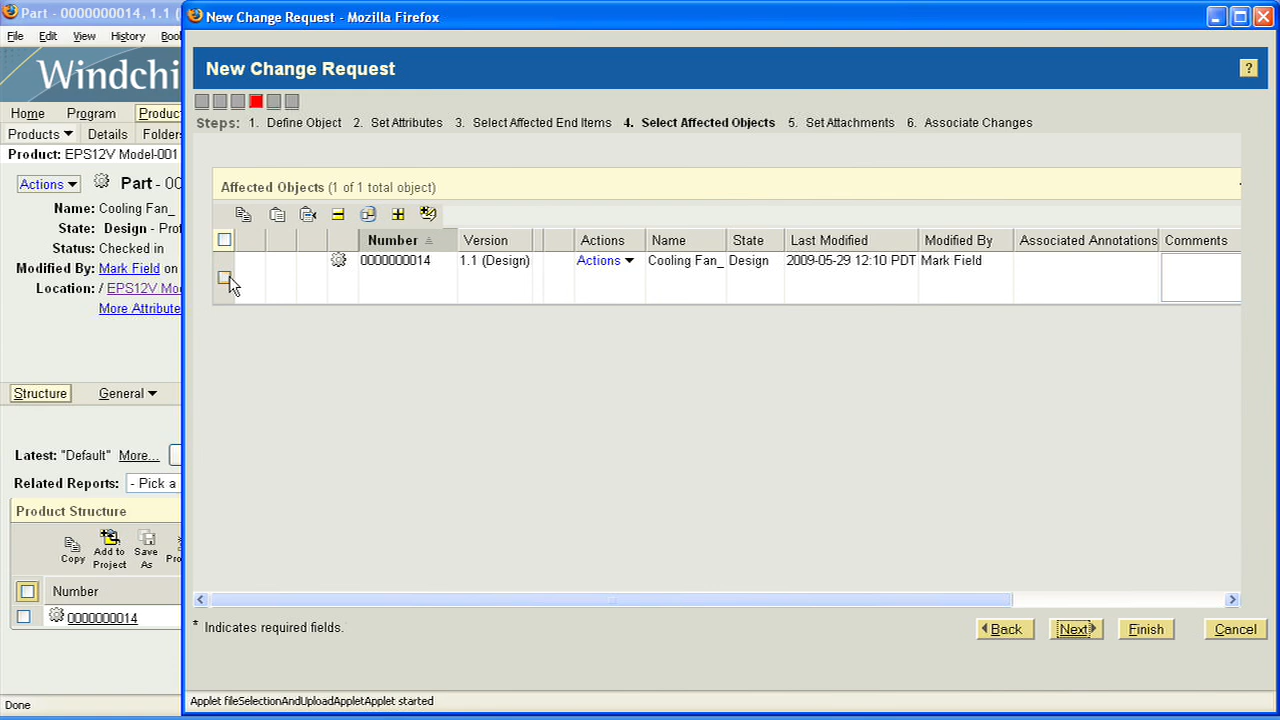 Part - 0000000014, 1.1 (
New Change Request - Mozilla Firefox
File Edit View History Boo
Windchi
New Change Request
?
Home Program Produc
Products Details Folders
Steps: 1. Define Object 2. Set Attributes 3. Select Affected End Items 4. Select Affected Objects 5. Set Attachments 6. Associate Changes
Product: EPS12V Model-001
Actions Part - 00
Name: Cooling Fan_
State: Design - Prof
Status: Checked in
Modified By: Mark Field on
Location: / EPS12V Mo
More Attribute
Affected Objects (1 of 1 total object)
Number Version Actions Name State Last Modified Modified By Associated Annotations Comments
0000000014 1.1 (Design) Actions Cooling Fan_ Design 2009-05-29 12:10 PDT Mark Field
Structure General
Latest: "Default" More...
Related Reports: - Pick a
Product Structure
Copy Add to Project Save As Pro
Number
0000000014
* Indicates required fields.
Back Next Finish Cancel
Applet fileSelectionAndUploadAppletApplet started
Done